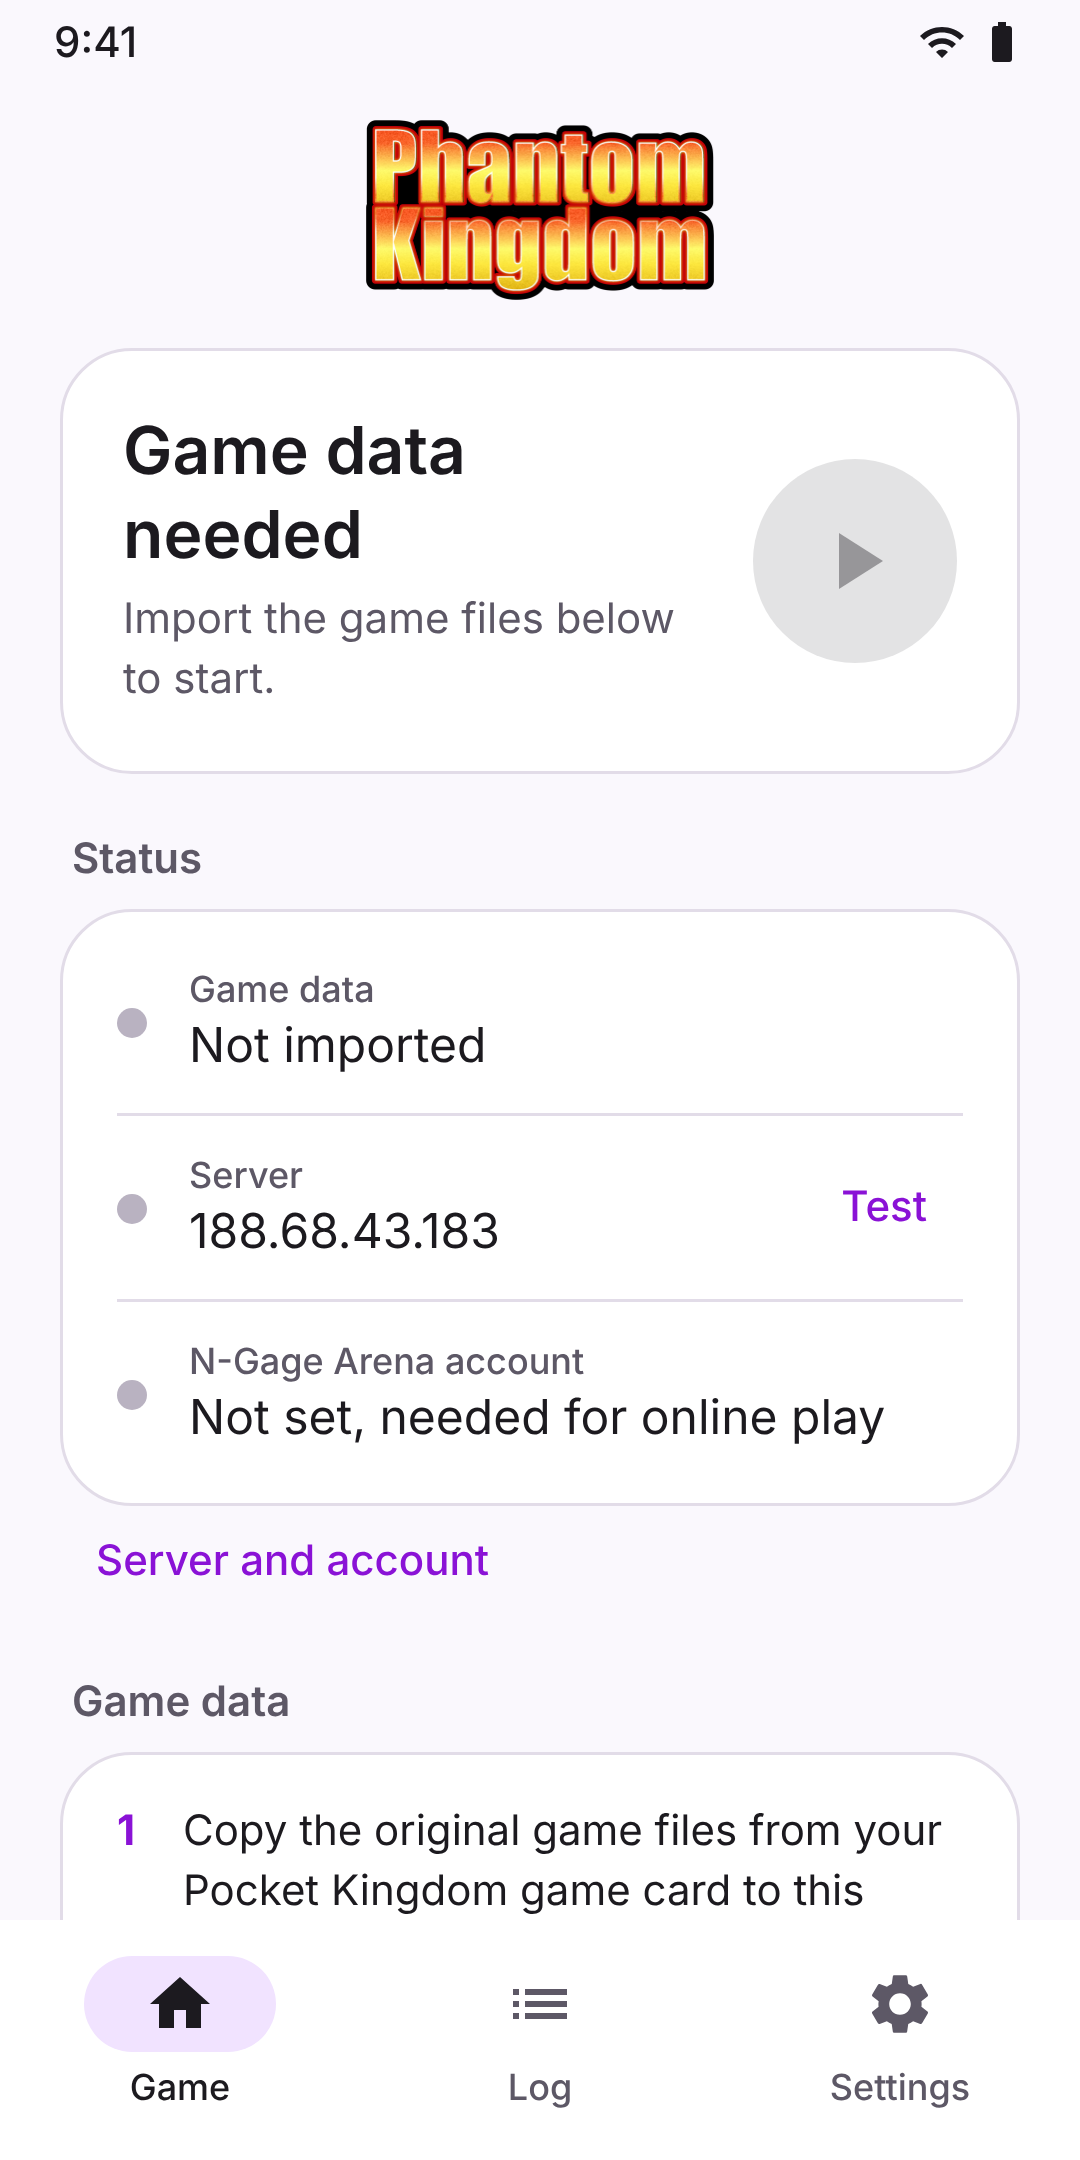 9:41
Phantom
Kingdom
Game data
needed
Import the game files below
to start.
Status
Game data
Not imported
Server
188.68.43.183
Test
N-Gage Arena account
Not set, needed for online play
Server and account
Game data
1 Copy the original game files from your
Pocket Kingdom game card to this
Game
Log
Settings